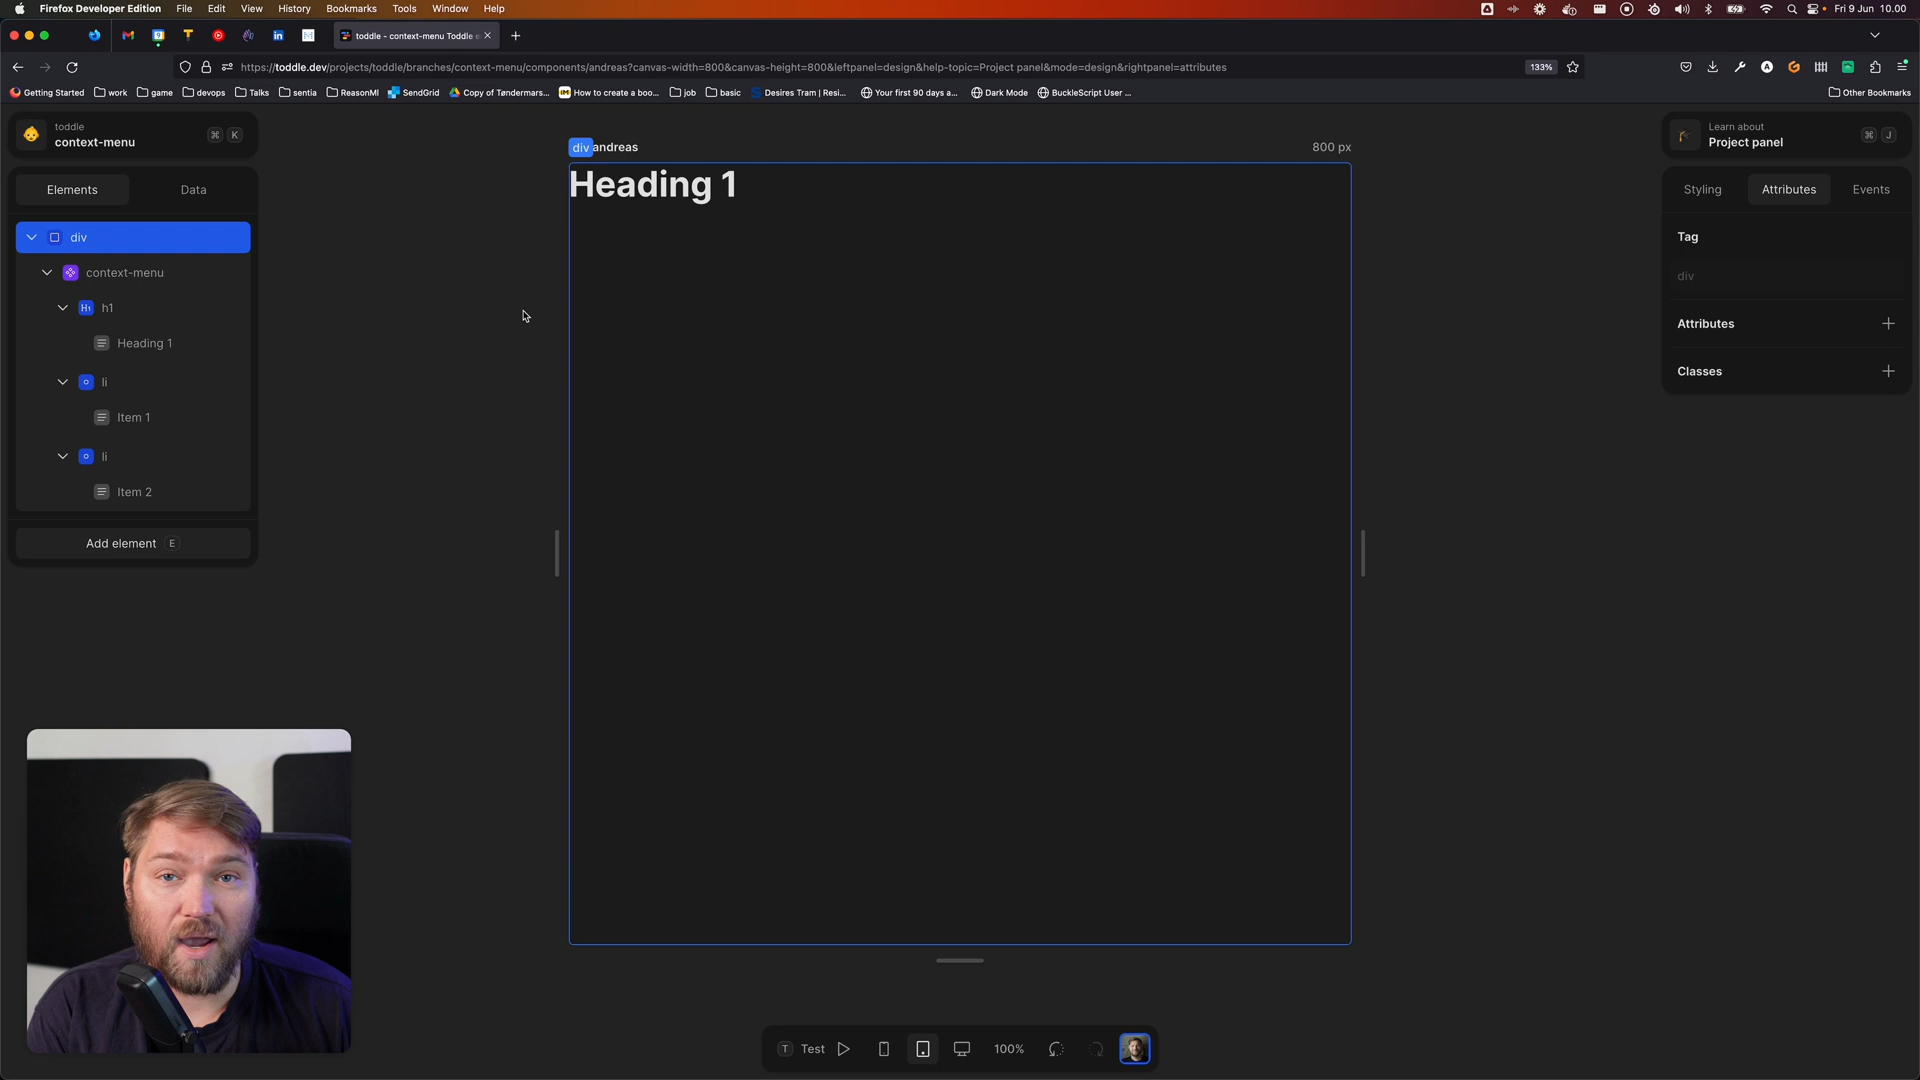 Firefox Developer Edition File Edit View History Bookmarks Tools Window Help Fri 9 Jun 10.00
toddle - context-menu Toddle e
https://toddle.dev/projects/toddle/branches/context-menu/components/andreas?canvas-width=800&canvas-height=800&leftpanel=design&help-topic=Project panel&mode=design&rightpanel=attributes 133%
Getting Started work game devops Talks sentia ReasonMl SendGrid Copy of Tøndermars... How to create a boo... job basic Desires Tram | Resi... Your first 90 days a... Dark Mode BuckleScript User ... Other Bookmarks
toddle
context-menu
⌘ K
div andreas 800 px
Learn about
Project panel
⌘ J
Elements Data
Heading 1
Styling Attributes Events
div
context-menu
H1 h1
Heading 1
li
Item 1
li
Item 2
Add element E
Tag
div
Attributes
Classes
T Test 100%